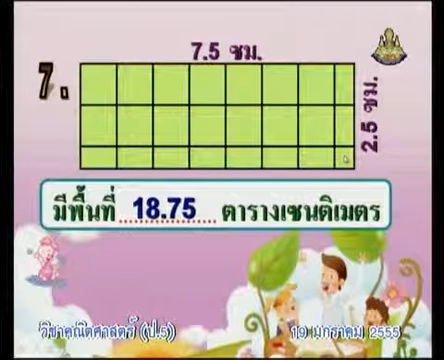 7.5 ซม.
7.
2.5 ซม.
มีพื้นที่ 18.75 ตารางเซนติเมตร
วิชาคณิตศาสตร์ (ป.5)
19 มกราคม 2555